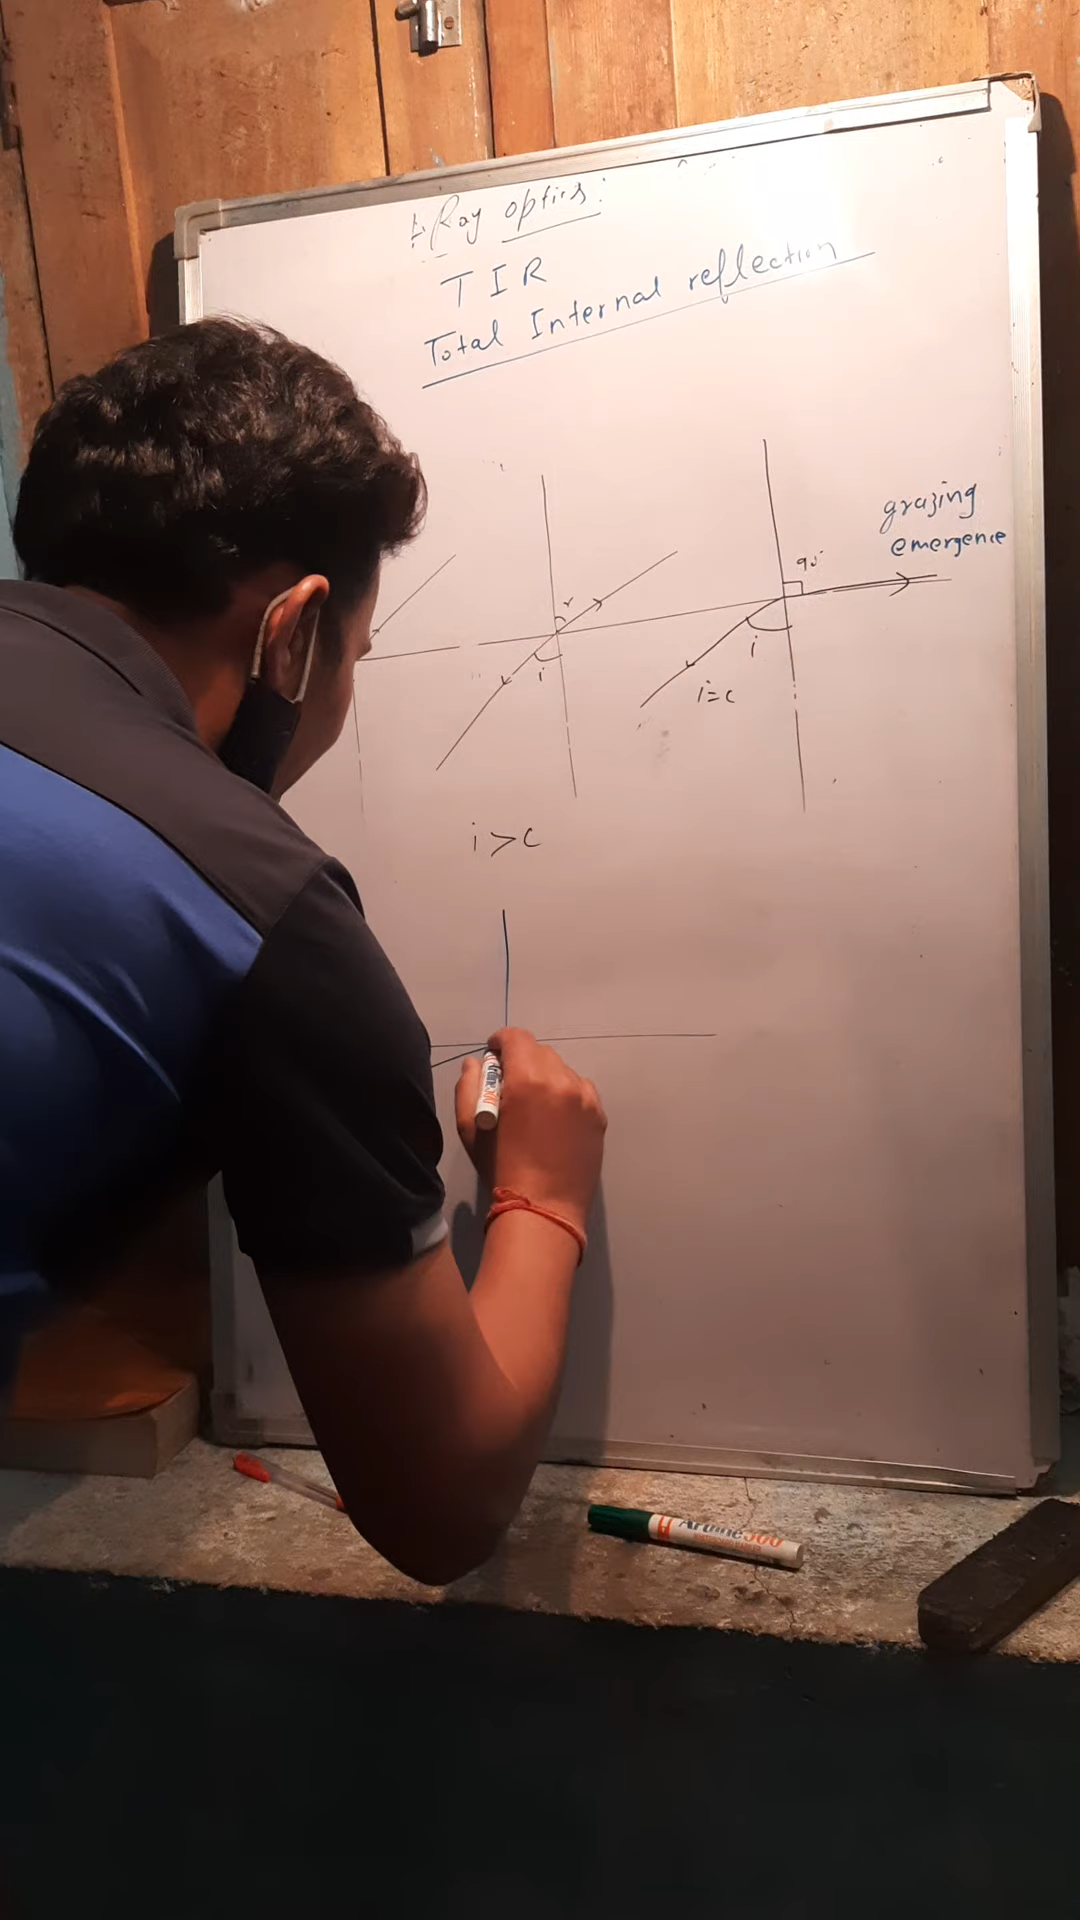 Ray optics:
TIR
Total Internal reflection
grazing
emergence
90°
r
i
i
i=c
i>c
Artline 500